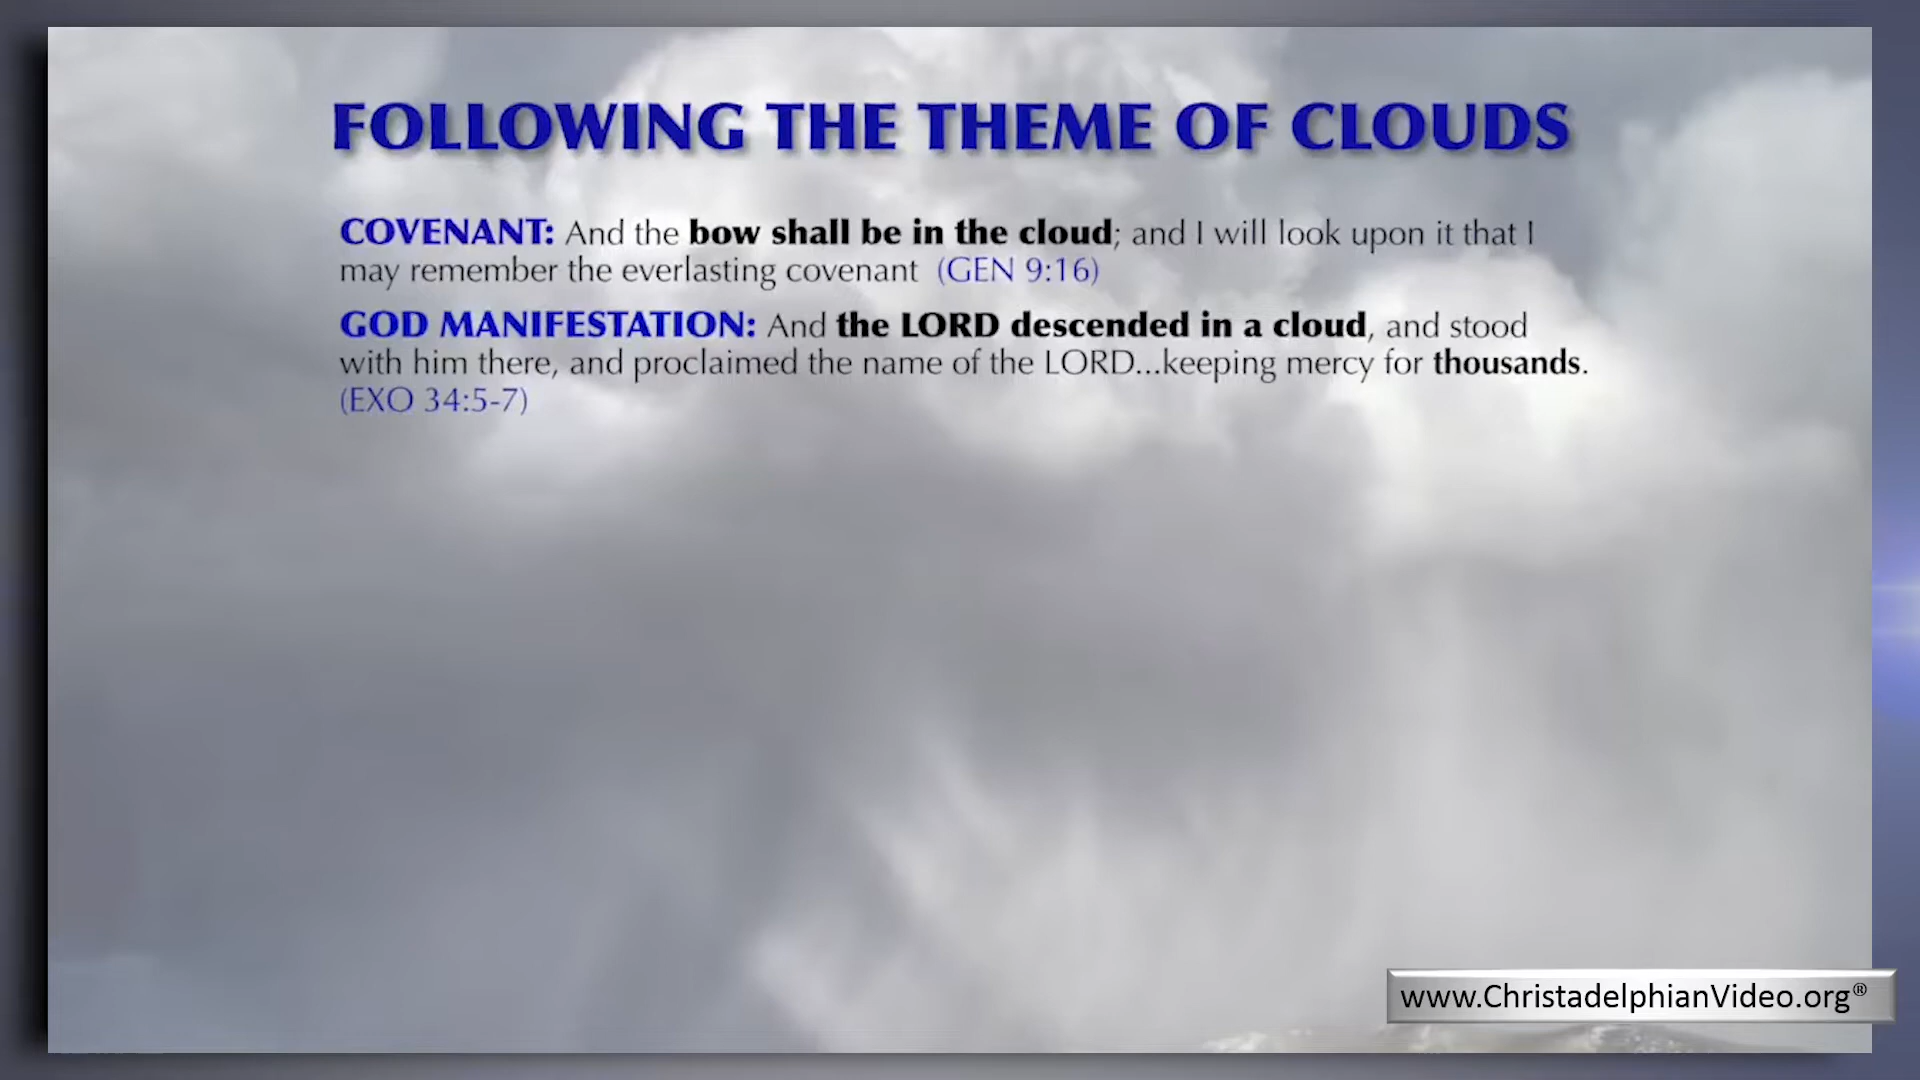 FOLLOWING THE THEME OF CLOUDS
COVENANT: And the bow shall be in the cloud; and I will look upon it that I
may remember the everlasting covenant (GEN 9:16)
GOD MANIFESTATION: And the LORD descended in a cloud, and stood
with him there, and proclaimed the name of the LORD...keeping mercy for thousands.
(EXO 34:5-7)
www.ChristadelphianVideo.org®